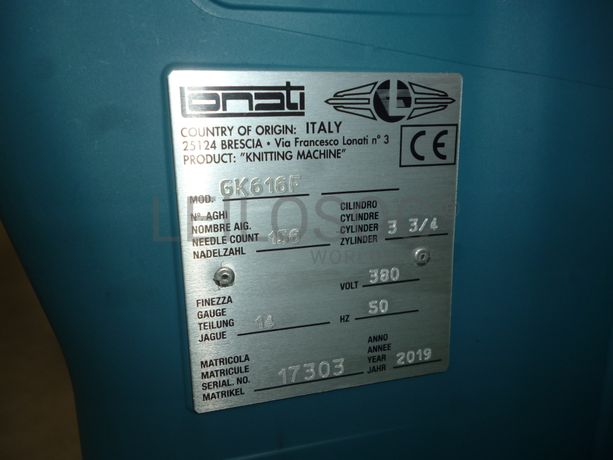 Lonati
L
COUNTRY OF ORIGIN: ITALY
25124 BRESCIA • Via Francesco Lonati n° 3
PRODUCT: "KNITTING MACHINE"
CE
MOD. GK616F
N°. AGHI
NOMBRE AIG.
NEEDLE COUNT 156
NADELZAHL
CILINDRO
CYLINDRE
CYLINDER 3 3/4
ZYLINDER
VOLT 380
FINEZZA
GAUGE
TEILUNG 14
JAUGE
HZ 50
MATRICOLA
MATRICULE
SERIAL. NO. 17303
MATRIKEL
ANNO
ANNEE
YEAR 2019
JAHR